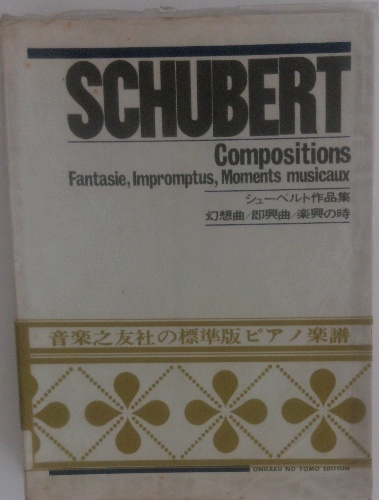 SCHUBERT
Compositions
Fantasie, Impromptus, Moments musicaux
シューベルト作品集
幻想曲/即興曲/楽興の時
音楽之友社の標準版ピアノ楽譜
ONGAKU NO TOMO EDITION